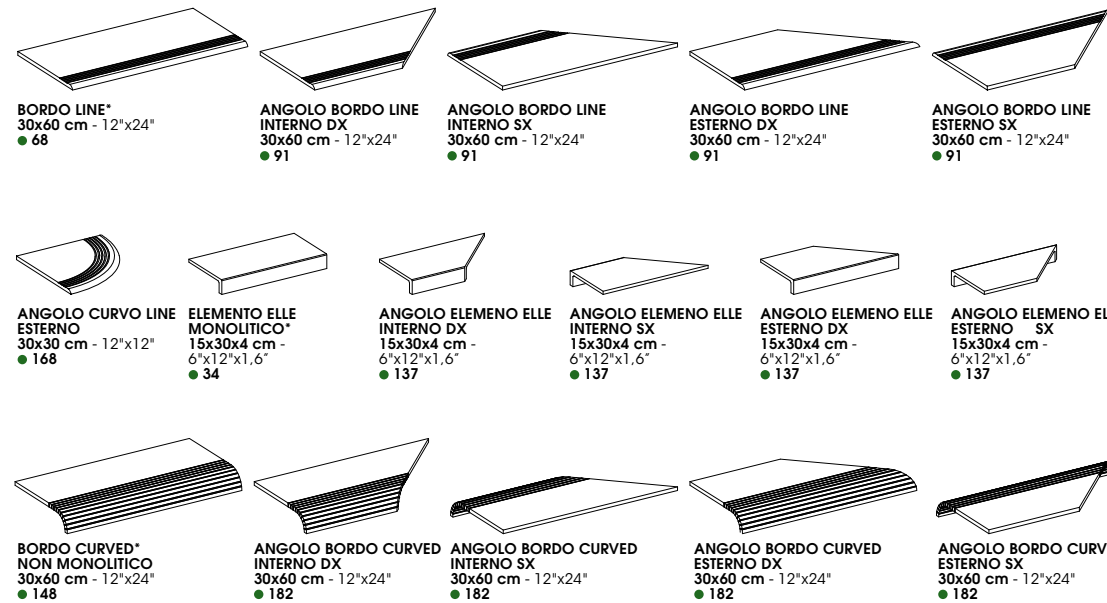 BORDO LINE*
30x60 cm - 12"x24"
● 68
ANGOLO BORDO LINE
INTERNO DX
30x60 cm - 12"x24"
● 91
ANGOLO BORDO LINE
INTERNO SX
30x60 cm - 12"x24"
● 91
ANGOLO BORDO LINE
ESTERNO DX
30x60 cm - 12"x24"
● 91
ANGOLO BORDO LINE
ESTERNO SX
30x60 cm - 12"x24"
● 91
ANGOLO CURVO LINE
ESTERNO
30x30 cm - 12"x12"
● 168
ELEMENTO ELLE
MONOLITICO*
15x30x4 cm -
6"x12"x1,6″
● 34
ANGOLO ELEMENO ELLE
INTERNO DX
15x30x4 cm -
6"x12"x1,6″
● 137
ANGOLO ELEMENO ELLE
INTERNO SX
15x30x4 cm -
6"x12"x1,6″
● 137
ANGOLO ELEMENO ELLE
ESTERNO DX
15x30x4 cm -
6"x12"x1,6″
● 137
ANGOLO ELEMENO EL
ESTERNO SX
15x30x4 cm -
6"x12"x1,6″
● 137
BORDO CURVED*
NON MONOLITICO
30x60 cm - 12"x24"
● 148
ANGOLO BORDO CURVED
INTERNO DX
30x60 cm - 12"x24"
● 182
ANGOLO BORDO CURVED
INTERNO SX
30x60 cm - 12"x24"
● 182
ANGOLO BORDO CURVED
ESTERNO DX
30x60 cm - 12"x24"
● 182
ANGOLO BORDO CURV
ESTERNO SX
30x60 cm - 12"x24"
● 182